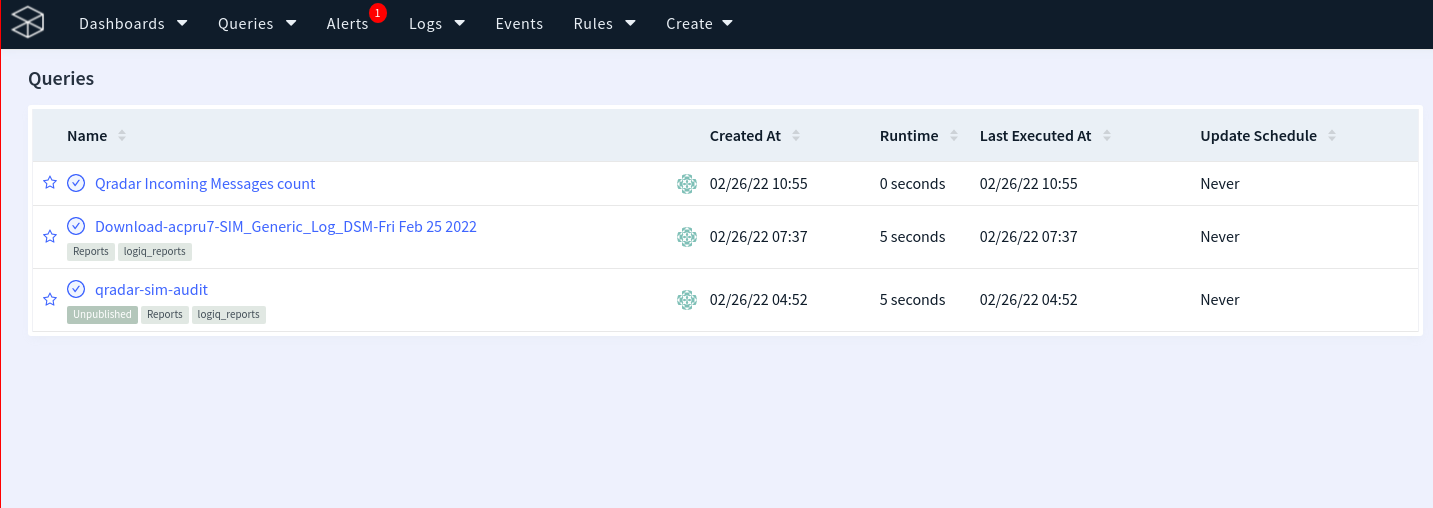 Dashboards Queries Alerts 1 Logs Events Rules Create
Queries
Name Created At Runtime Last Executed At Update Schedule
Qradar Incoming Messages count 02/26/22 10:55 0 seconds 02/26/22 10:55 Never
Download-acpru7-SIM_Generic_Log_DSM-Fri Feb 25 2022 02/26/22 07:37 5 seconds 02/26/22 07:37 Never
Reports logiq_reports
qradar-sim-audit 02/26/22 04:52 5 seconds 02/26/22 04:52 Never
Unpublished Reports logiq_reports